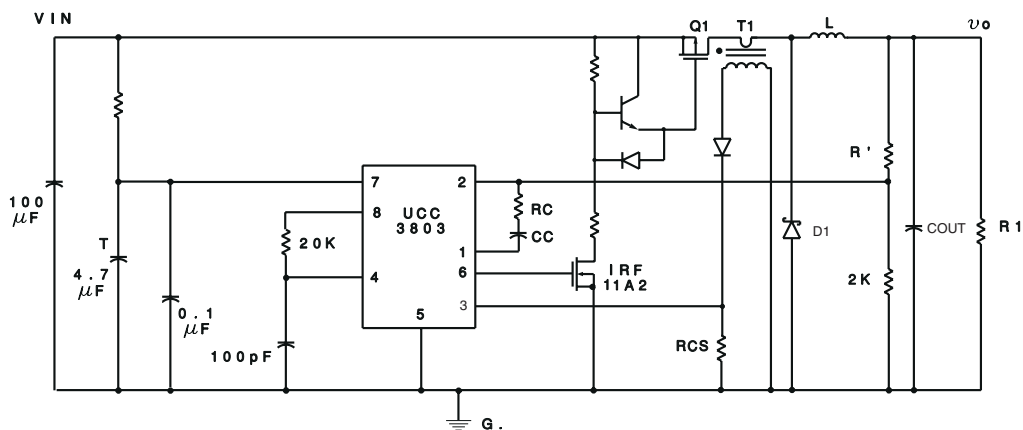 VIN
Q1
T1
L
υo
100
μF
T
4.7
μF
0.1
μF
20K
100pF
7
8
4
5
UCC
3803
2
1
6
3
RC
CC
IRF
11A2
RCS
D1
R'
2K
COUT
R1
G.